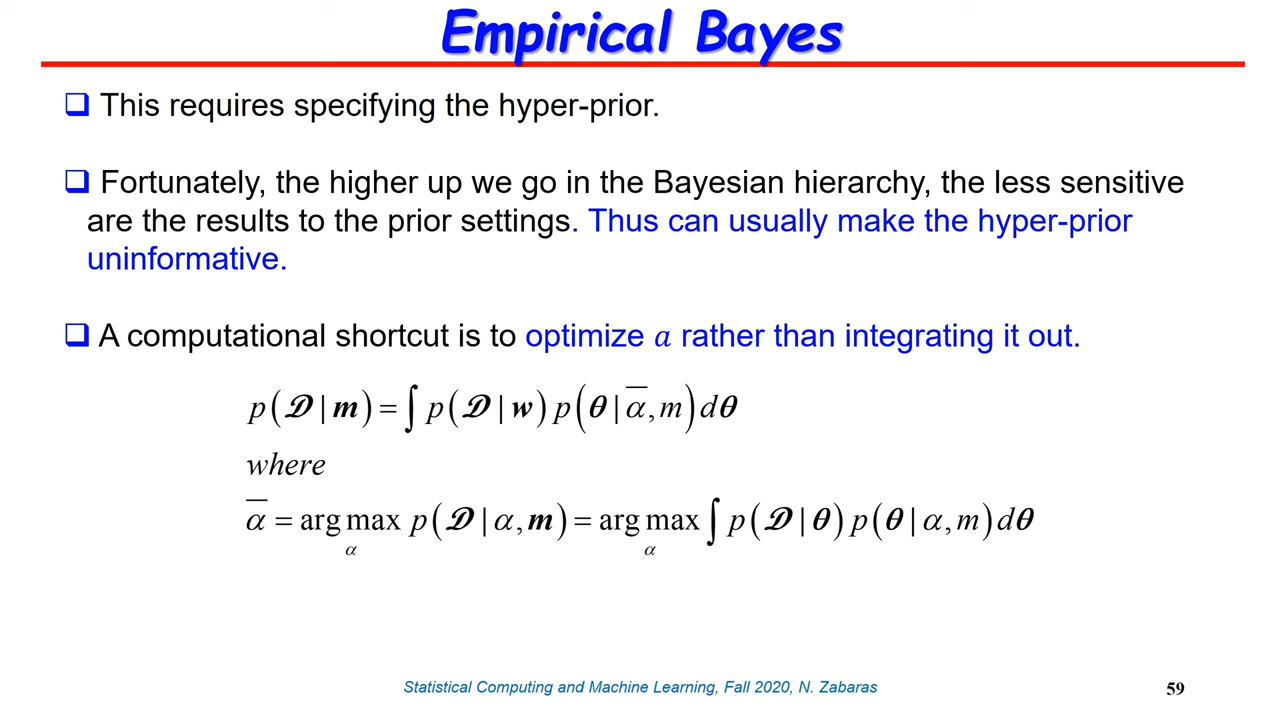 Empirical Bayes
❑ This requires specifying the hyper-prior.
❑ Fortunately, the higher up we go in the Bayesian hierarchy, the less sensitive
are the results to the prior settings. Thus can usually make the hyper-prior
uninformative.
❑ A computational shortcut is to optimize 𝑎 rather than integrating it out.
p(𝓓 | m) = ∫ p(𝓓 | w) p(θ | α̅, m) dθ
where
α̅ = arg max_α p(𝓓 | α, m) = arg max_α ∫ p(𝓓 | θ) p(θ | α, m) dθ
Statistical Computing and Machine Learning, Fall 2020, N. Zabaras
59